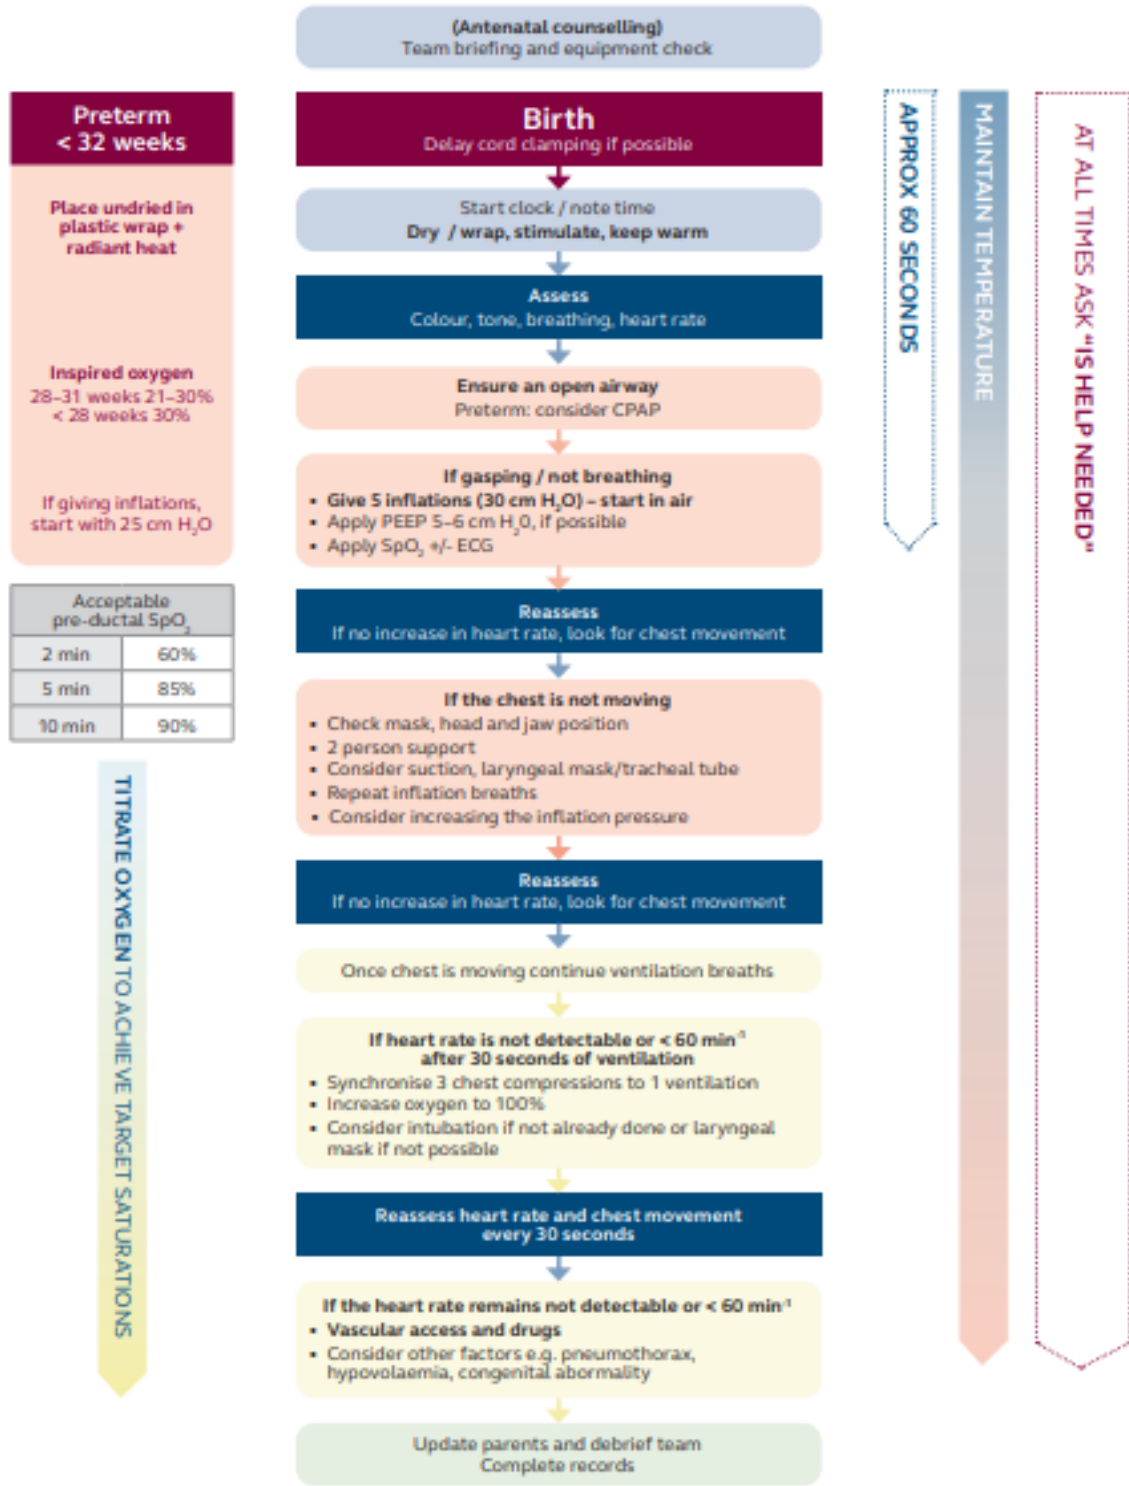 (Antenatal counselling)
Team briefing and equipment check
Preterm
< 32 weeks
Place undried in
plastic wrap +
radiant heat
Inspired oxygen
28–31 weeks 21–30%
< 28 weeks 30%
If giving inflations,
start with 25 cm H₂O
Acceptable
pre-ductal SpO₂
2 min 60%
5 min 85%
10 min 90%
TITRATE OXYGEN TO ACHIEVE TARGET SATURATIONS
Birth
Delay cord clamping if possible
Start clock / note time
Dry / wrap, stimulate, keep warm
Assess
Colour, tone, breathing, heart rate
Ensure an open airway
Preterm: consider CPAP
If gasping / not breathing
▪ Give 5 inflations (30 cm H₂O) – start in air
▪ Apply PEEP 5–6 cm H₂0, if possible
▪ Apply SpO₂ +/- ECG
Reassess
If no increase in heart rate, look for chest movement
If the chest is not moving
▪ Check mask, head and jaw position
▪ 2 person support
▪ Consider suction, laryngeal mask/tracheal tube
▪ Repeat inflation breaths
▪ Consider increasing the inflation pressure
Reassess
If no increase in heart rate, look for chest movement
Once chest is moving continue ventilation breaths
If heart rate is not detectable or < 60 min⁻¹
after 30 seconds of ventilation
▪ Synchronise 3 chest compressions to 1 ventilation
▪ Increase oxygen to 100%
▪ Consider intubation if not already done or laryngeal
mask if not possible
Reassess heart rate and chest movement
every 30 seconds
If the heart rate remains not detectable or < 60 min⁻¹
▪ Vascular access and drugs
▪ Consider other factors e.g. pneumothorax,
hypovolaemia, congenital abormality
Update parents and debrief team
Complete records
APPROX 60 SECONDS
MAINTAIN TEMPERATURE
AT ALL TIMES ASK "IS HELP NEEDED"